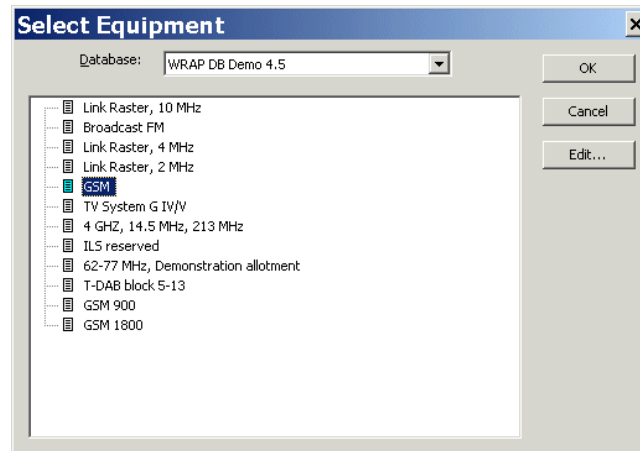 Select Equipment
Database: WRAP DB Demo 4.5
OK
Link Raster, 10 MHz
Cancel
Broadcast FM
Link Raster, 4 MHz
Edit...
Link Raster, 2 MHz
GSM
TV System G IV/V
4 GHZ, 14.5 MHz, 213 MHz
ILS reserved
62-77 MHz, Demonstration allotment
T-DAB block 5-13
GSM 900
GSM 1800